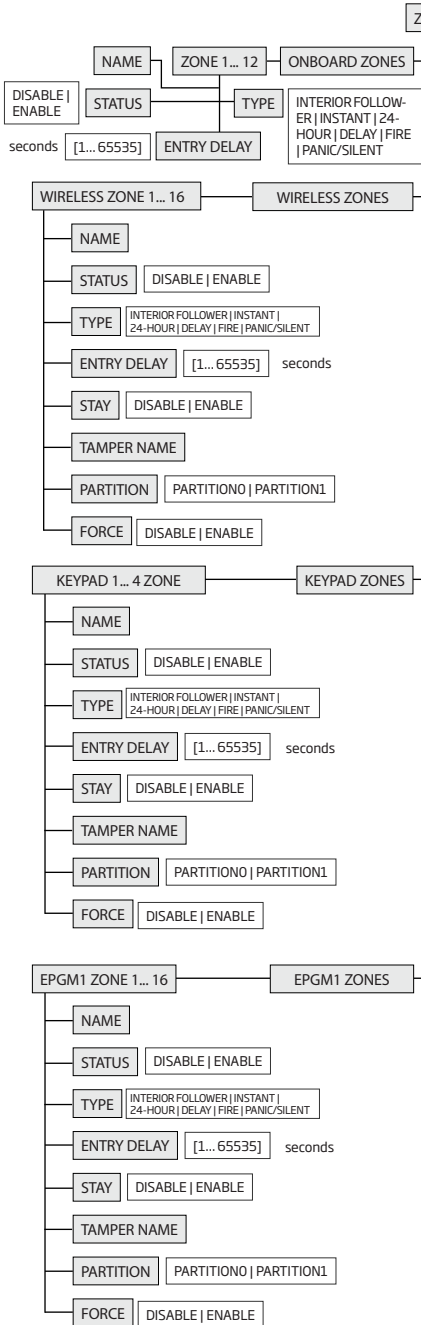 Z
NAME ZONE 1... 12 ONBOARD ZONES
DISABLE |
ENABLE
STATUS TYPE
INTERIOR FOLLOW-
ER | INSTANT | 24-
HOUR | DELAY | FIRE
| PANIC/SILENT
seconds [1... 65535] ENTRY DELAY
WIRELESS ZONE 1... 16 WIRELESS ZONES
NAME
STATUS DISABLE | ENABLE
TYPE INTERIOR FOLLOWER | INSTANT |
24-HOUR | DELAY | FIRE | PANIC/SILENT
ENTRY DELAY [1... 65535] seconds
STAY DISABLE | ENABLE
TAMPER NAME
PARTITION PARTITION0 | PARTITION1
FORCE DISABLE | ENABLE
KEYPAD 1... 4 ZONE KEYPAD ZONES
NAME
STATUS DISABLE | ENABLE
TYPE INTERIOR FOLLOWER | INSTANT |
24-HOUR | DELAY | FIRE | PANIC/SILENT
ENTRY DELAY [1... 65535] seconds
STAY DISABLE | ENABLE
TAMPER NAME
PARTITION PARTITION0 | PARTITION1
FORCE DISABLE | ENABLE
EPGM1 ZONE 1... 16 EPGM1 ZONES
NAME
STATUS DISABLE | ENABLE
TYPE INTERIOR FOLLOWER | INSTANT |
24-HOUR | DELAY | FIRE | PANIC/SILENT
ENTRY DELAY [1... 65535] seconds
STAY DISABLE | ENABLE
TAMPER NAME
PARTITION PARTITION0 | PARTITION1
FORCE DISABLE | ENABLE